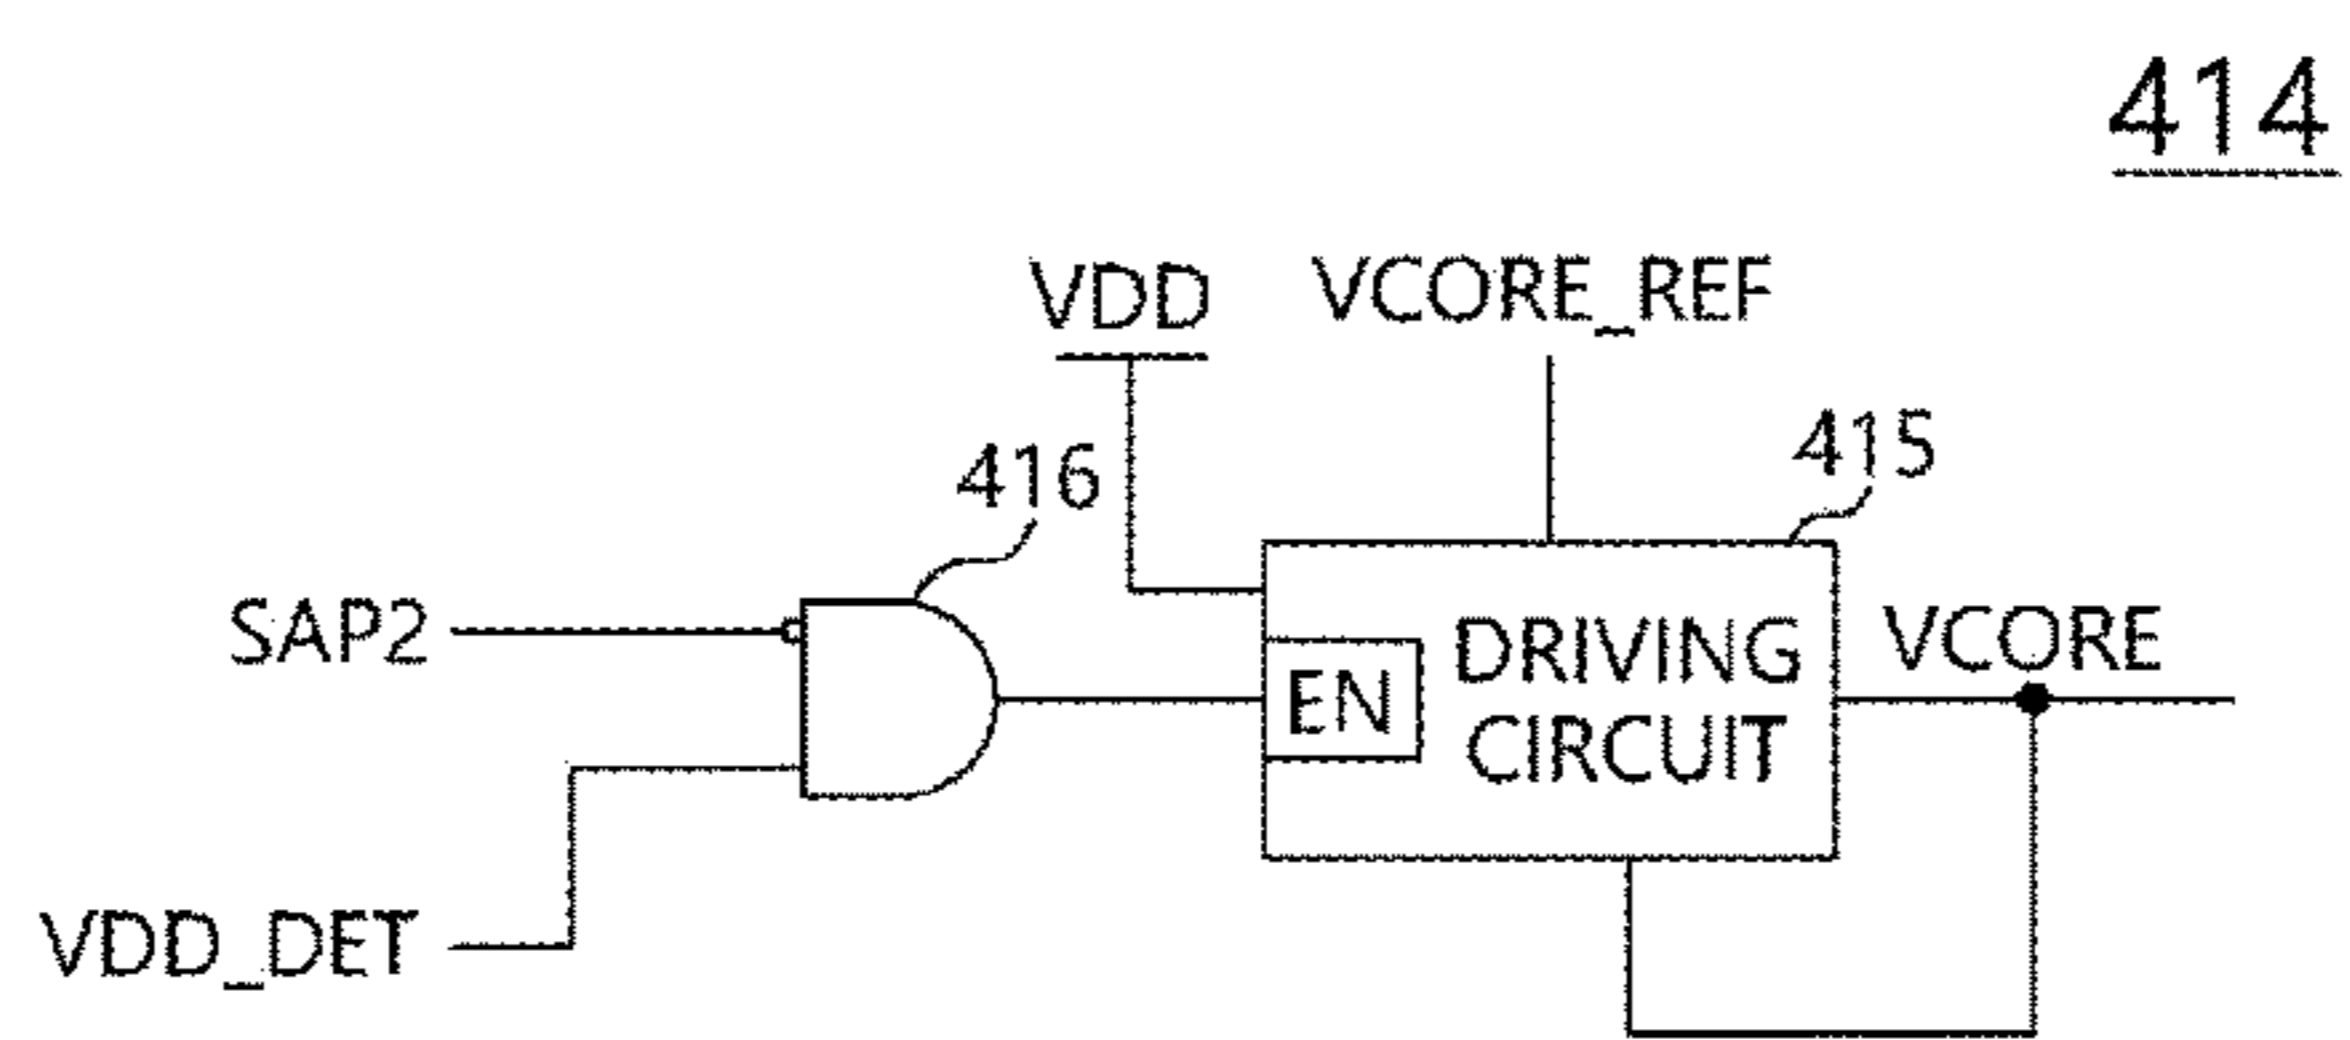 414
VDD
VCORE_REF
416
415
SAP2
EN
DRIVING
CIRCUIT
VCORE
VDD_DET